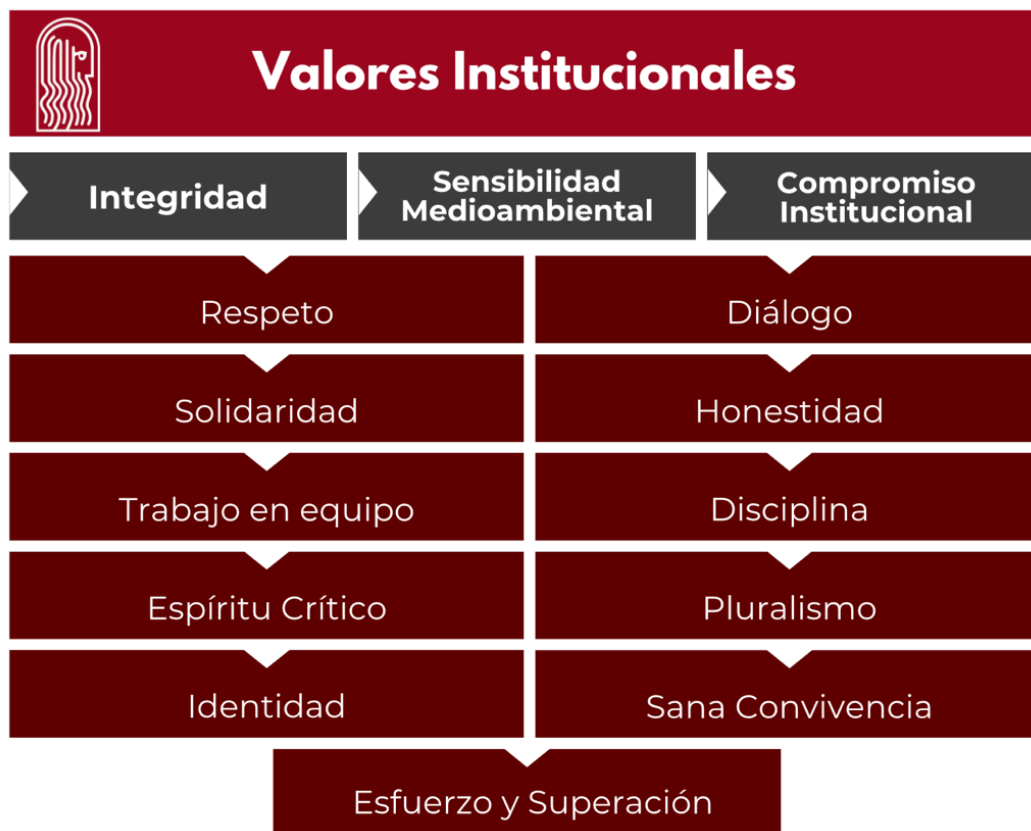 Valores Institucionales
Integridad
Sensibilidad
Medioambiental
Compromiso
Institucional
Respeto
Diálogo
Solidaridad
Honestidad
Trabajo en equipo
Disciplina
Espíritu Crítico
Pluralismo
Identidad
Sana Convivencia
Esfuerzo y Superación